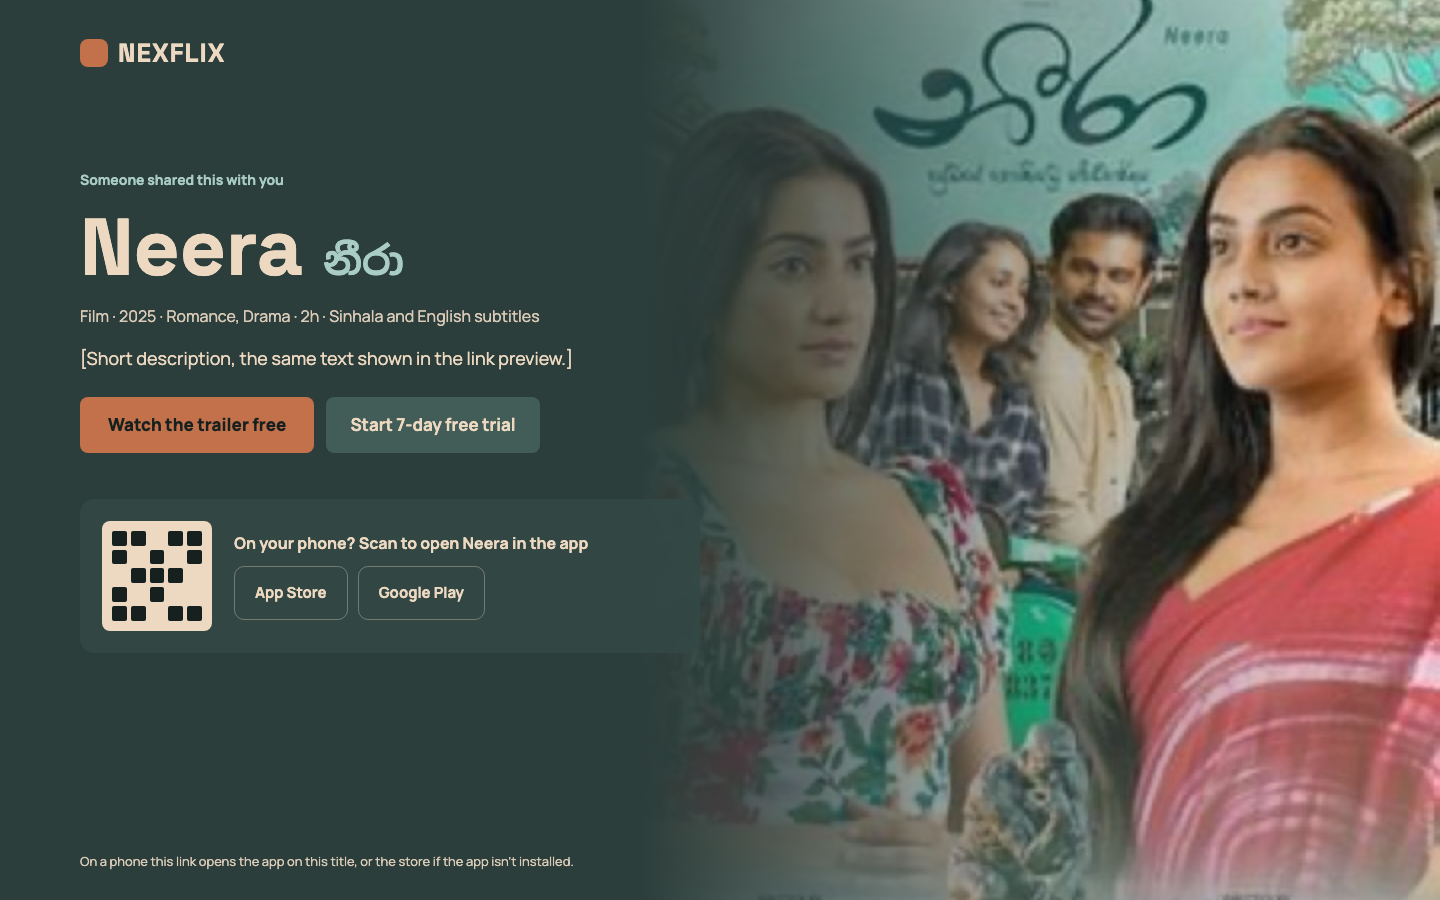 NEXFLIX
Neera
නීරා
Someone shared this with you
Neera නීරා
Film · 2025 · Romance, Drama · 2h · Sinhala and English subtitles
[Short description, the same text shown in the link preview.]
Watch the trailer free
Start 7-day free trial
On your phone? Scan to open Neera in the app
App Store
Google Play
On a phone this link opens the app on this title, or the store if the app isn't installed.